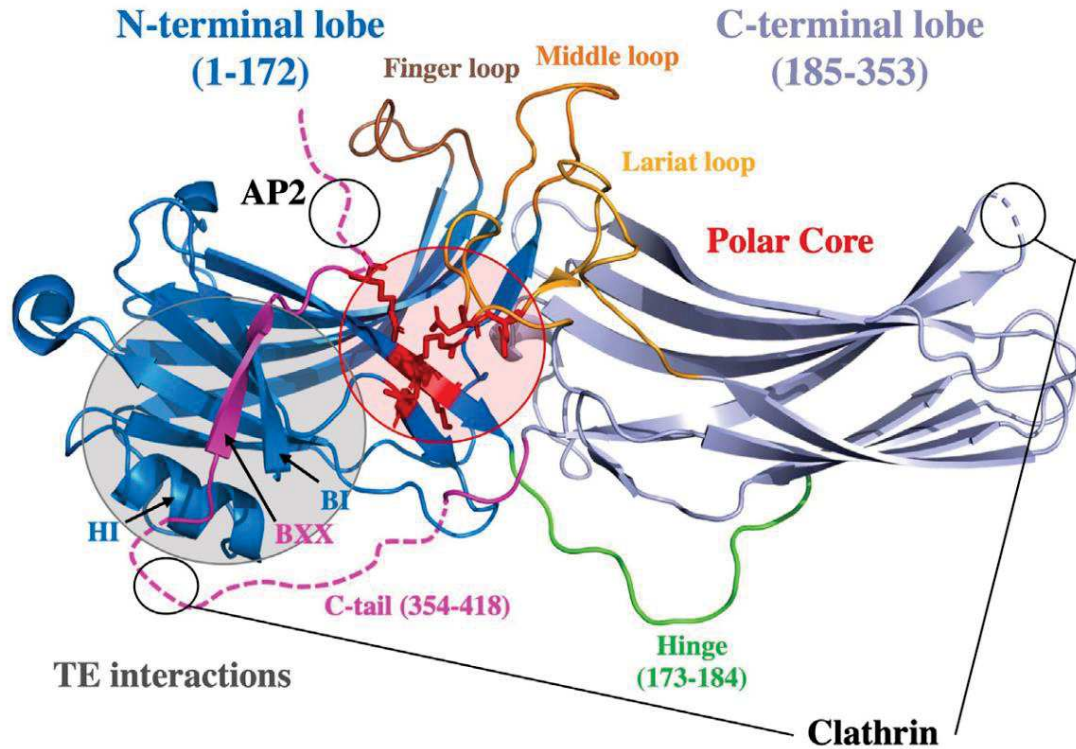 N-terminal lobe
(1-172)
C-terminal lobe
(185-353)
Finger loop
Middle loop
Lariat loop
AP2
Polar Core
HI
BXX
BI
C-tail (354-418)
TE interactions
Hinge
(173-184)
Clathrin